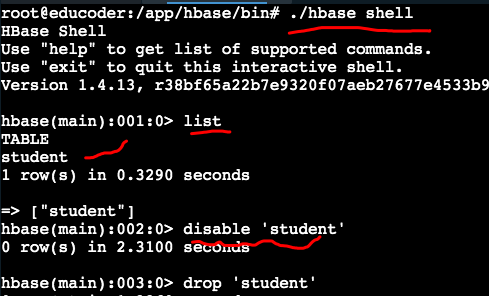 root@educoder:/app/hbase/bin# ./hbase shell
HBase Shell
Use "help" to get list of supported commands.
Use "exit" to quit this interactive shell.
Version 1.4.13, r38bf65a22b7e9320f07aeb27677e4533b9
hbase(main):001:0> list
TABLE
student
1 row(s) in 0.3290 seconds
=> ["student"]
hbase(main):002:0> disable 'student'
0 row(s) in 2.3100 seconds
hbase(main):003:0> drop 'student'